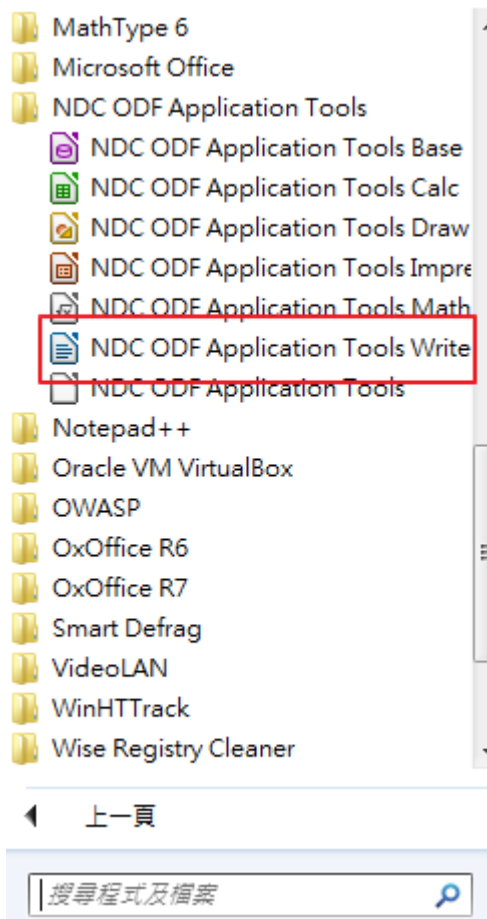 MathType 6
Microsoft Office
NDC ODF Application Tools
NDC ODF Application Tools Base
NDC ODF Application Tools Calc
NDC ODF Application Tools Draw
NDC ODF Application Tools Impre
NDC ODF Application Tools Math
NDC ODF Application Tools Write
NDC ODF Application Tools
Notepad++
Oracle VM VirtualBox
OWASP
OxOffice R6
OxOffice R7
Smart Defrag
VideoLAN
WinHTTrack
Wise Registry Cleaner
上一頁
搜尋程式及檔案